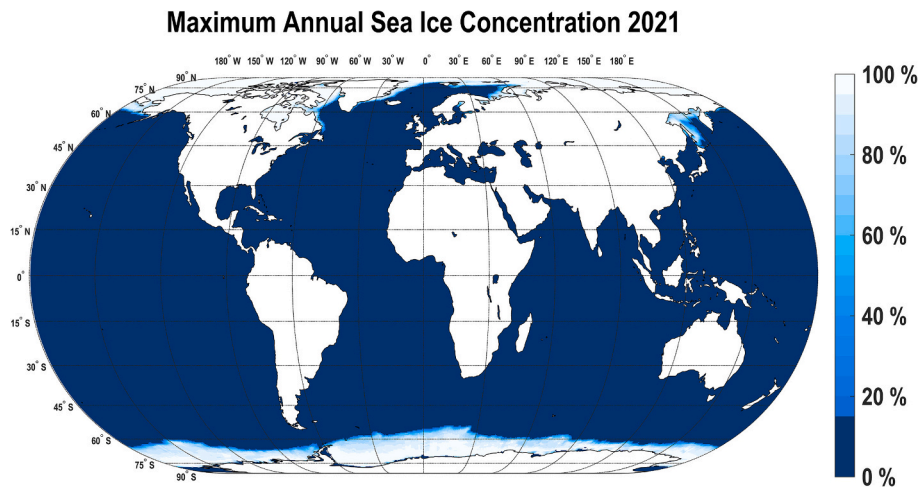 Maximum Annual Sea Ice Concentration 2021
180° W 150° W 120° W 90° W 60° W 30° W 0° 30° E 60° E 90° E 120° E 150° E 180° E
90° N
75° N
60° N
45° N
30° N
15° N
0°
15° S
30° S
45° S
60° S
75° S
90° S
100 %
80 %
60 %
40 %
20 %
0 %